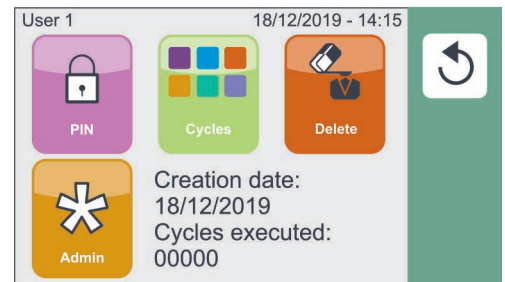 User 1 18/12/2019 - 14:15
PIN Cycles Delete
Creation date:
18/12/2019
Cycles executed:
Admin 00000